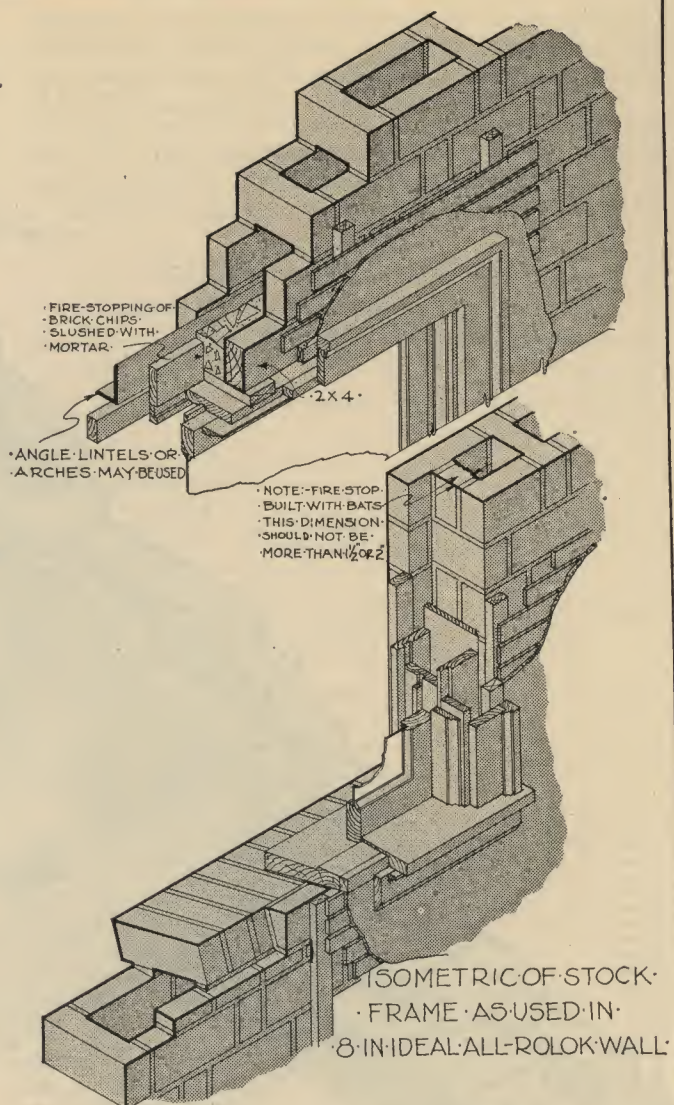 ·FIRE-STOPPING OF·
·BRICK CHIPS·
·SLUSHED WITH·
·MORTAR·
·2 X 4·
·ANGLE·LINTELS·OR·
ARCHES·MAY·BE·USED
·NOTE:-FIRE STOP·
·BUILT·WITH·BATS·
·THIS·DIMENSION·
·SHOULD·NOT·BE·
·MORE·THAN·1½"OR 2"
ISOMETRIC·OF·STOCK·
·FRAME·AS·USED·IN·
·8·IN·IDEAL·ALL-ROLOK·WALL·